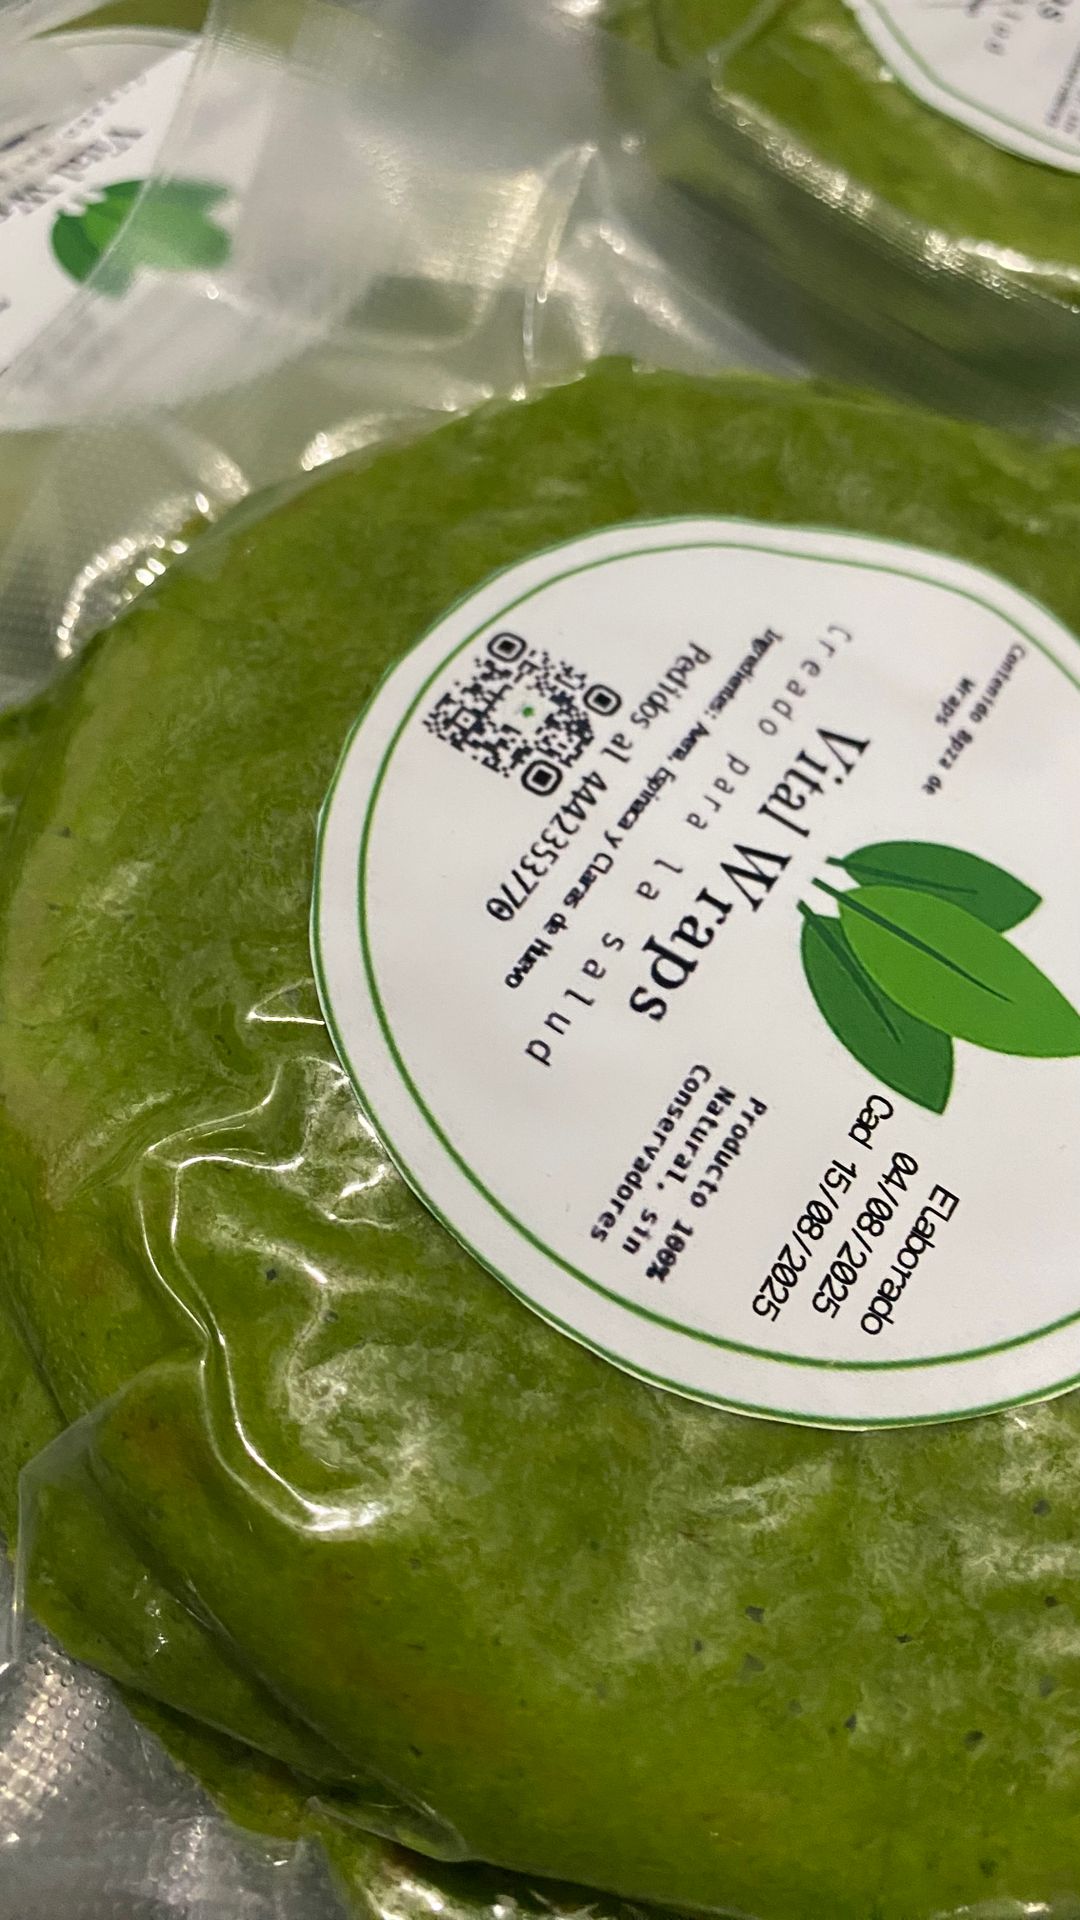 Contenido 8pza de
Wraps
Vital Wraps
Creado para la salud
Ingredientes: Avena, Espinaca y Claras de Huevo
Pedidos al 4442353770
Elaborado
04/08/2025
Cad 15/08/2025
Producto 100%
Natural, sin
Conservadores